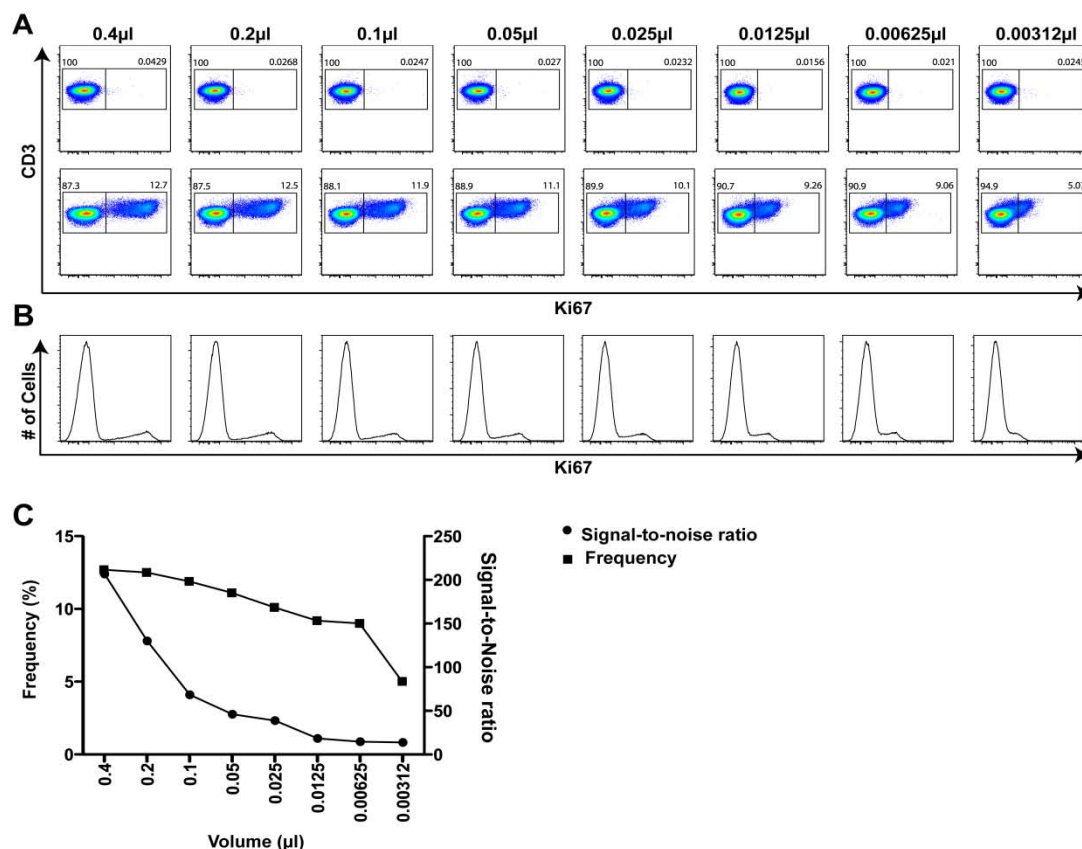 A
0.4µl 0.2µl 0.1µl 0.05µl 0.025µl 0.0125µl 0.00625µl 0.00312µl
100 0.0429 100 0.0268 100 0.0247 100 0.027 100 0.0232 100 0.0156 100 0.021 100 0.0245
CD3
87.3 12.7 87.5 12.5 88.1 11.9 88.9 11.1 89.9 10.1 90.7 9.26 90.9 9.06 94.9 5.07
Ki67
B
# of Cells
Ki67
C
15 250
200
10 150
100
5 50
0 0
Frequency (%)
Signal-to-Noise ratio
0.4 0.2 0.1 0.05 0.025 0.0125 0.00625 0.00312
Volume (µl)
Signal-to-noise ratio
Frequency